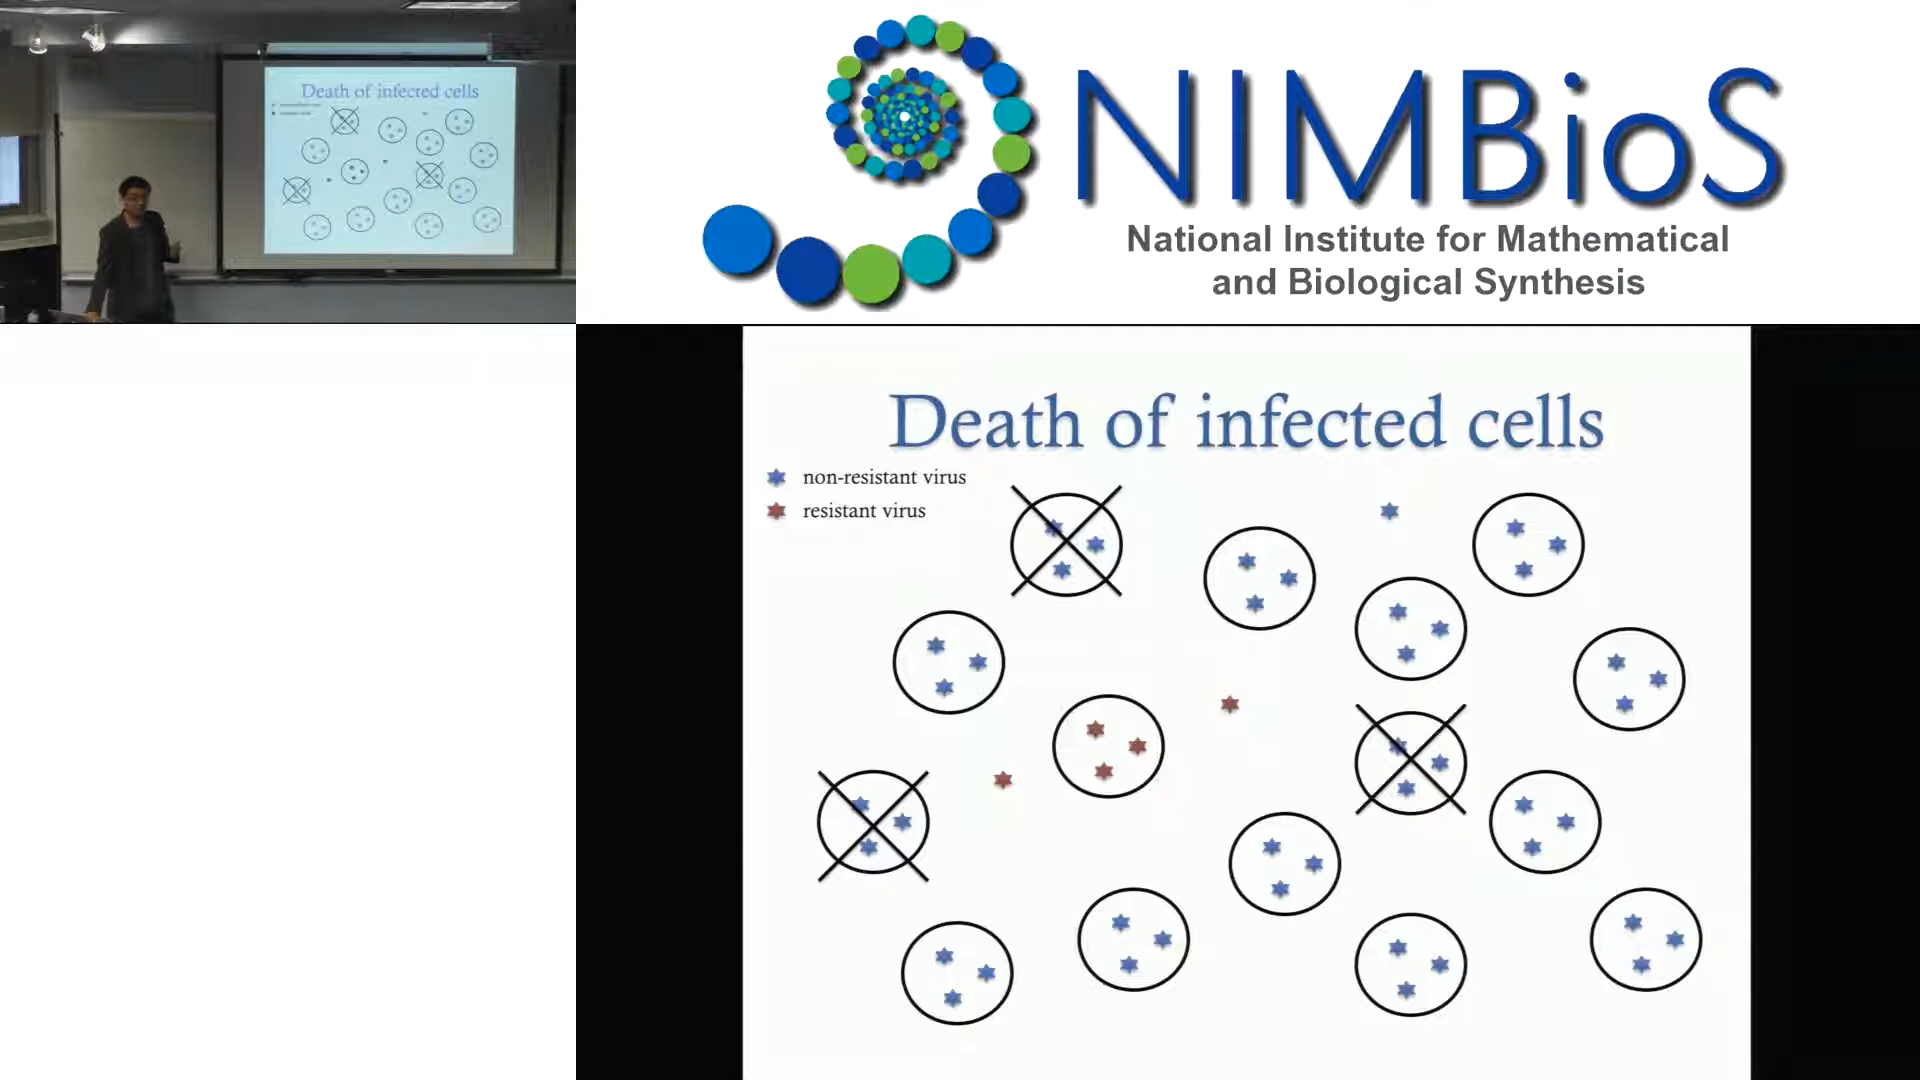 Death of infected cells
NIMBioS
National Institute for Mathematical
and Biological Synthesis
Death of infected cells
non-resistant virus
resistant virus